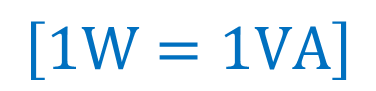 [1W = 1VA]